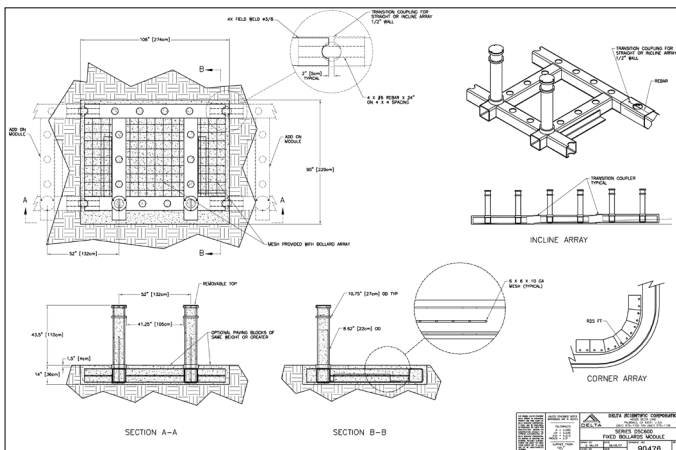 4X FIELD WELD #3/8
TRANSITION COUPLING FOR
STRAIGHT OR INCLINE ARRAY
1/2" WALL
108" [274cm]
B
2" [5cm]
TYPICAL
4 X #6 REBAR X 24"
ON 4 X 4 SPACING
ADD ON
MODULE
ADD ON
MODULE
90" [229cm]
A
A
52" [132cm]
B
MESH PROVIDED WITH BOLLARD ARRAY
TRANSITION COUPLING FOR
STRAIGHT OR INCLINE ARRAY
1/2" WALL
REBAR
TRANSITION COUPLER
TYPICAL
INCLINE ARRAY
REMOVABLE TOP
52" [132cm]
41.25" [105cm]
43.5" [110cm]
OPTIONAL PAVING BLOCKS OF
SAME WEIGHT OR GREATER
1.5" [4cm]
14" [36cm]
SECTION A-A
10.75" [27cm] OD TYP
8.62" [22cm] OD
6 X 6 X 10 GA
MESH (TYPICAL)
SECTION B-B
R25 FT
CORNER ARRAY
DELTA
DELTA SCIENTIFIC CORPORATION
SERIES DSC600
FIXED BOLLARDS MODULE
90476